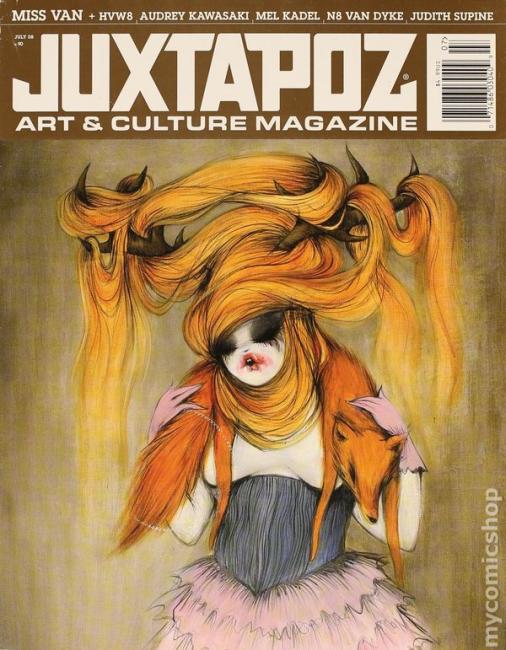 MISS VAN + HVW8 AUDREY KAWASAKI MEL KADEL N8 VAN DYKE JUDITH SUPINE
JULY 08
JUXTAPOZ®
ART & CULTURE MAGAZINE
07>
mycomicshop